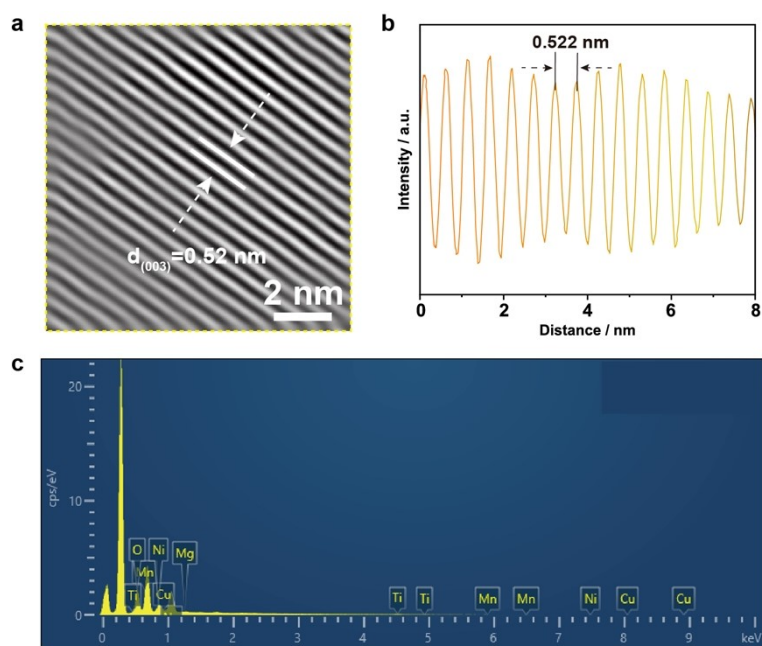 a
d(003)=0.52 nm
2 nm
b
0.522 nm
Intensity / a.u.
0 2 4 6 8
Distance / nm
c
20
10
0
cps/eV
O Ni Mg
Mn
Ti Cu
Ti Ti Mn Mn Ni Cu Cu
0 1 2 3 4 5 6 7 8 9 keV